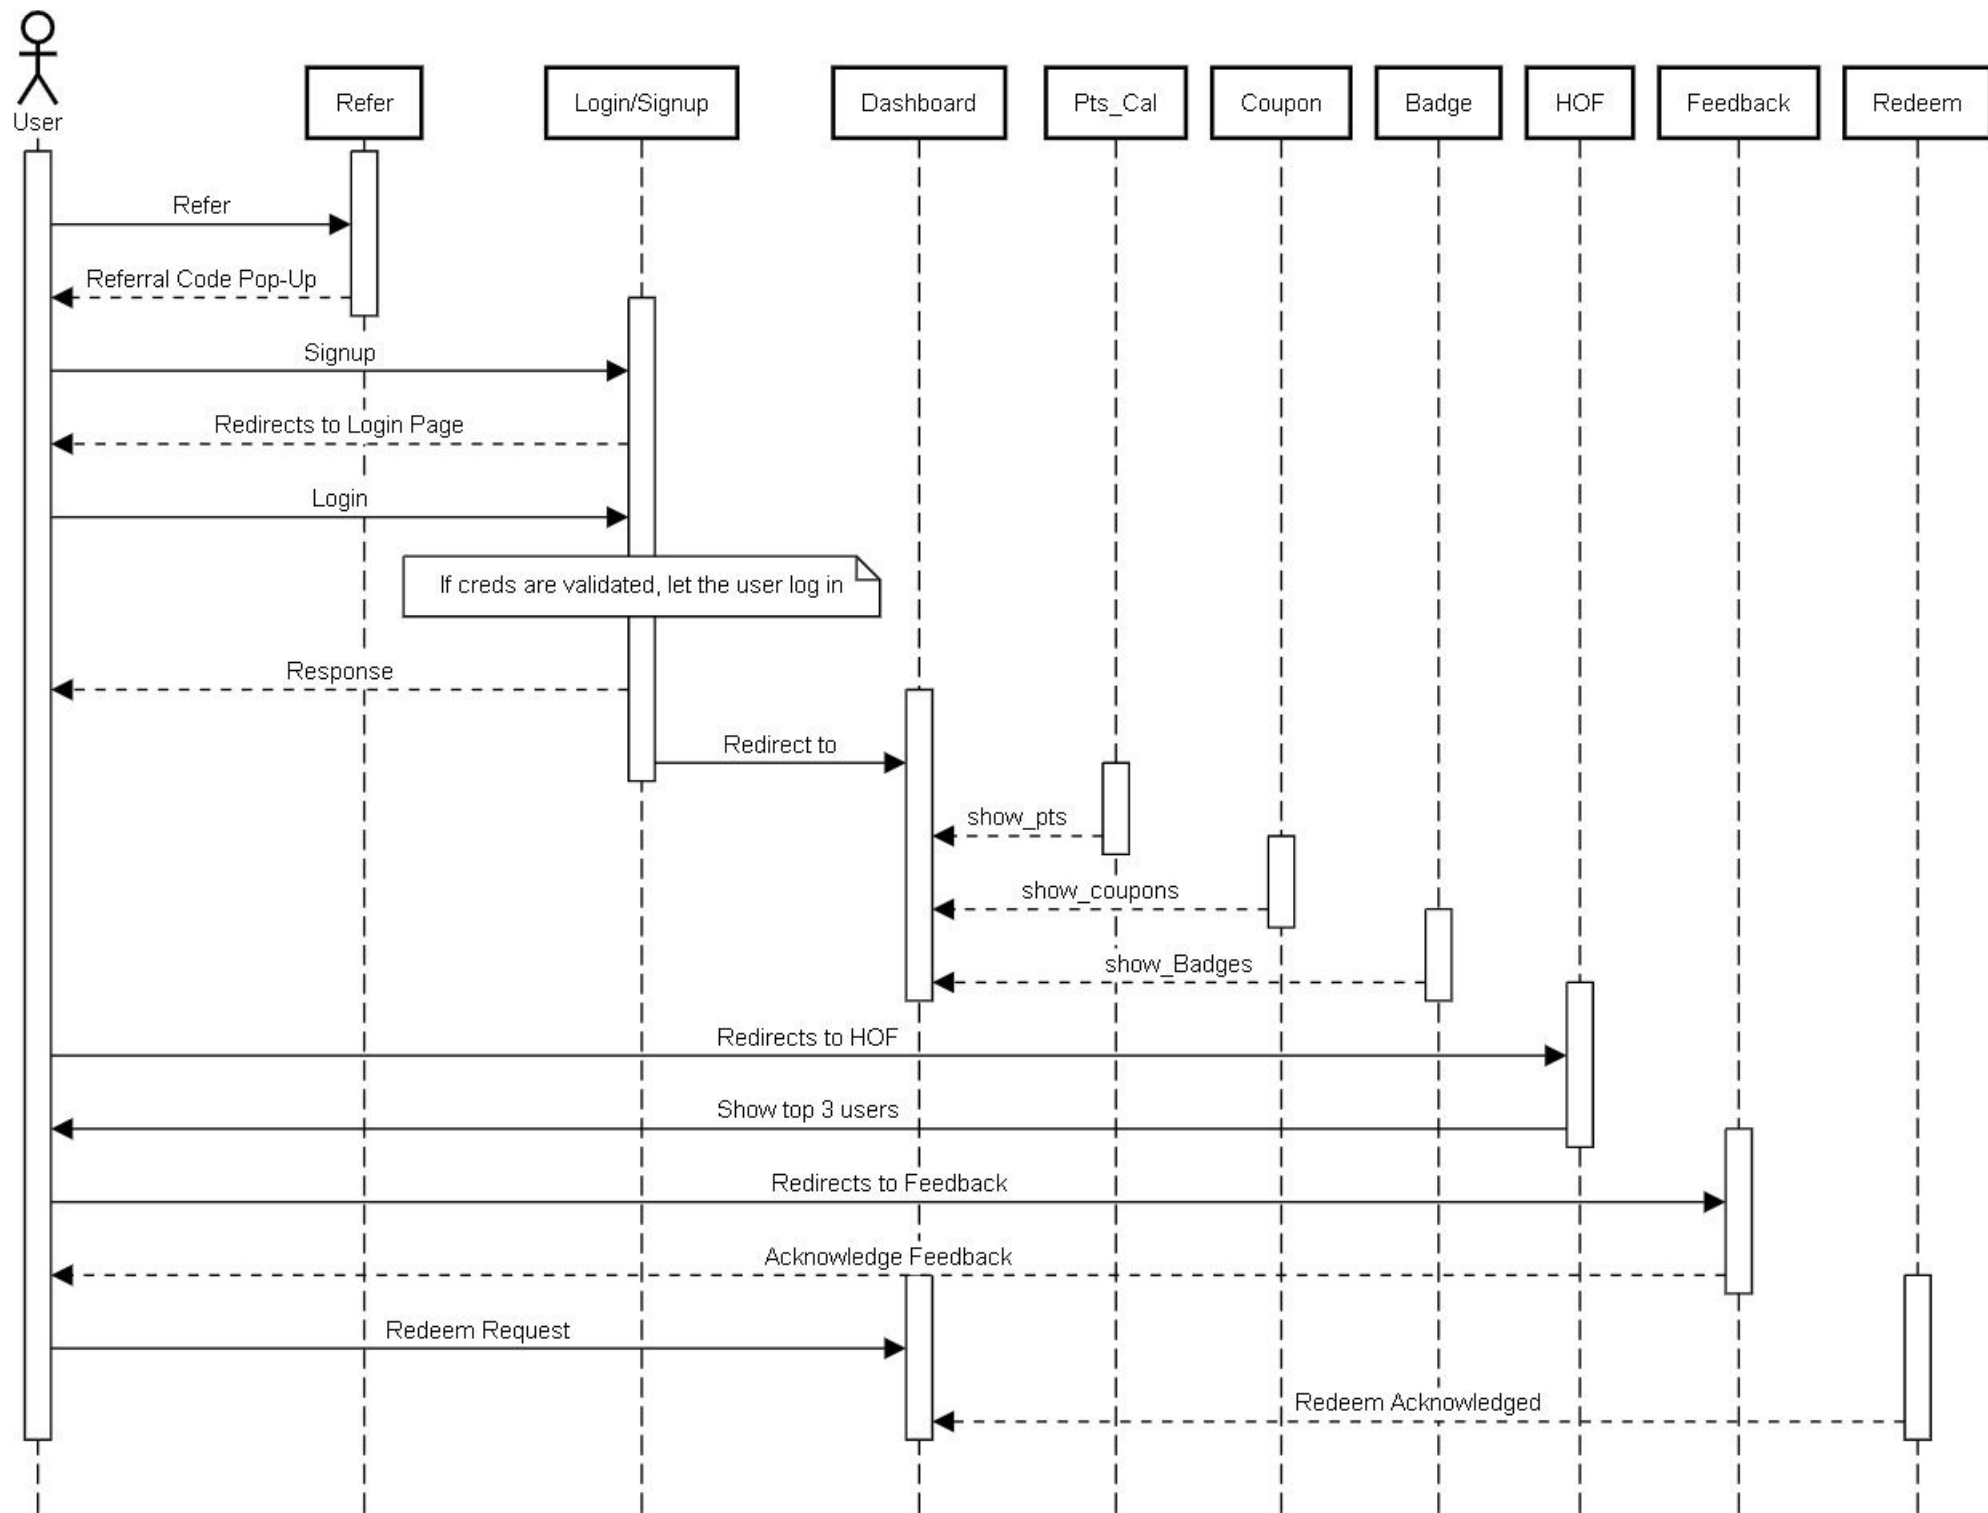 User
Refer
Login/Signup
Dashboard
Pts_Cal
Coupon
Badge
HOF
Feedback
Redeem
Refer
Referral Code Pop-Up
Signup
Redirects to Login Page
Login
If creds are validated, let the user log in
Response
Redirect to
show_pts
show_coupons
show_Badges
Redirects to HOF
Show top 3 users
Redirects to Feedback
Acknowledge Feedback
Redeem Request
Redeem Acknowledged